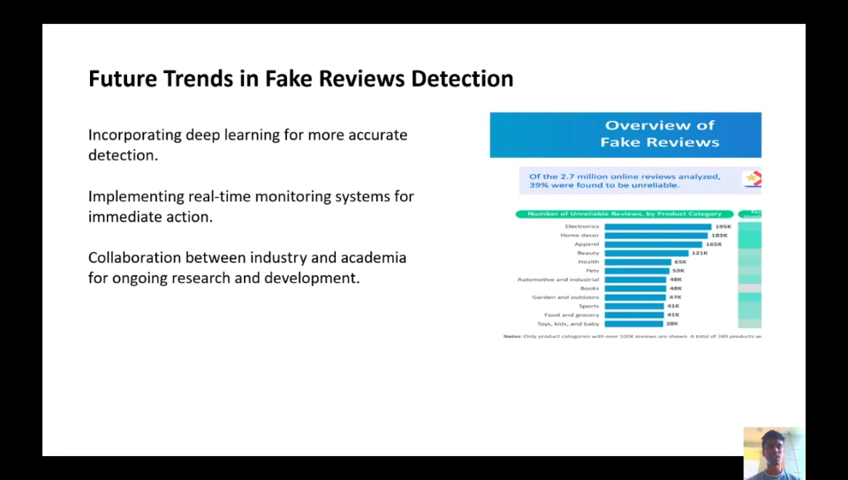 Future Trends in Fake Reviews Detection
Incorporating deep learning for more accurate
detection.
Implementing real-time monitoring systems for
immediate action.
Collaboration between industry and academia
for ongoing research and development.
Overview of
Fake Reviews
Of the 2.7 million online reviews analyzed,
39% were found to be unreliable.
Number of Unreliable Reviews, by Product Category
Electronics 195K
Home decor 183K
Apparel 165K
Beauty 121K
Health 65K
Pets 59K
Automotive and industrial 48K
Books 48K
Garden and outdoors 47K
Sports 41K
Food and grocery 41K
Toys, kids, and baby 38K
Notes: Only product categories with over 100K reviews are shown. A total of 389 products w